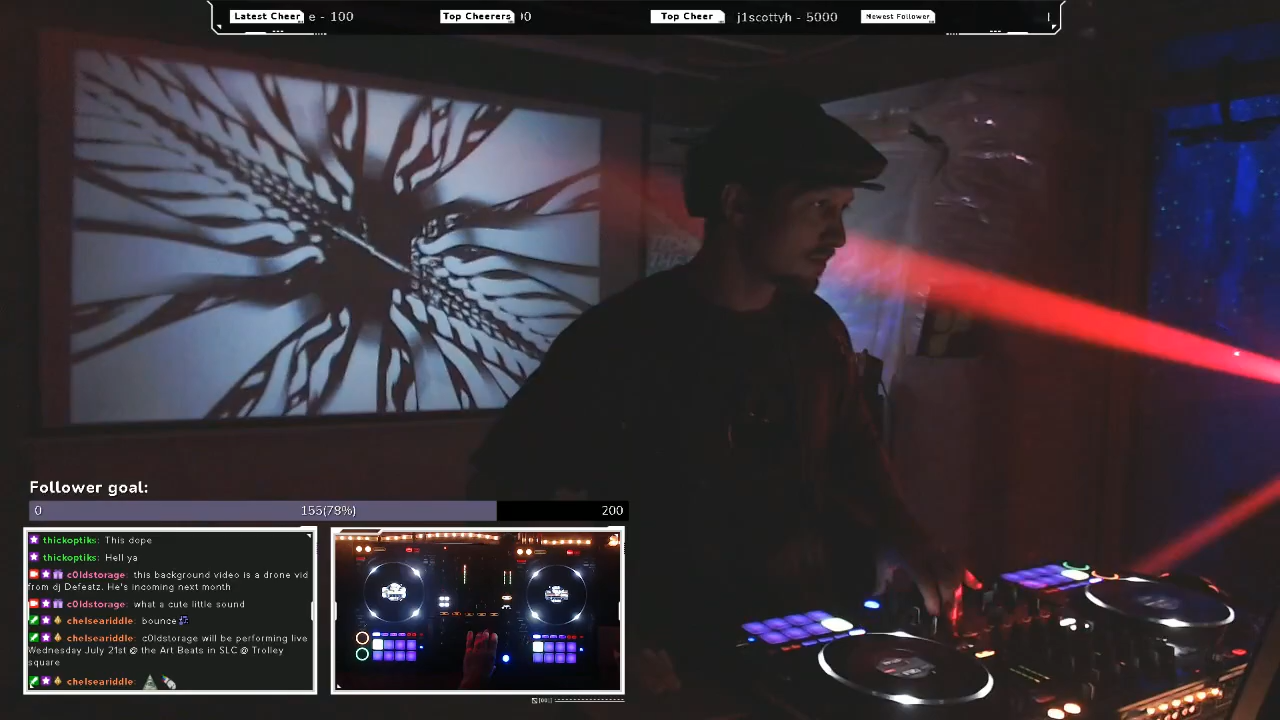 Latest Cheer e - 100 Top Cheerers 00 Top Cheer j1scottyh - 5000 Newest Follower
Follower goal:
0 155(78%) 200
thickoptiks: This dope
thickoptiks: Hell ya
c0ldstorage: this background video is a drone vid
from dj Defeatz. He's incoming next month
c0ldstorage: what a cute little sound
chelseariddle: bounce
chelseariddle: c0ldstorage will be performing live
Wednesday July 21st @ the Art Beats in SLC @ Trolley
square
chelseariddle: